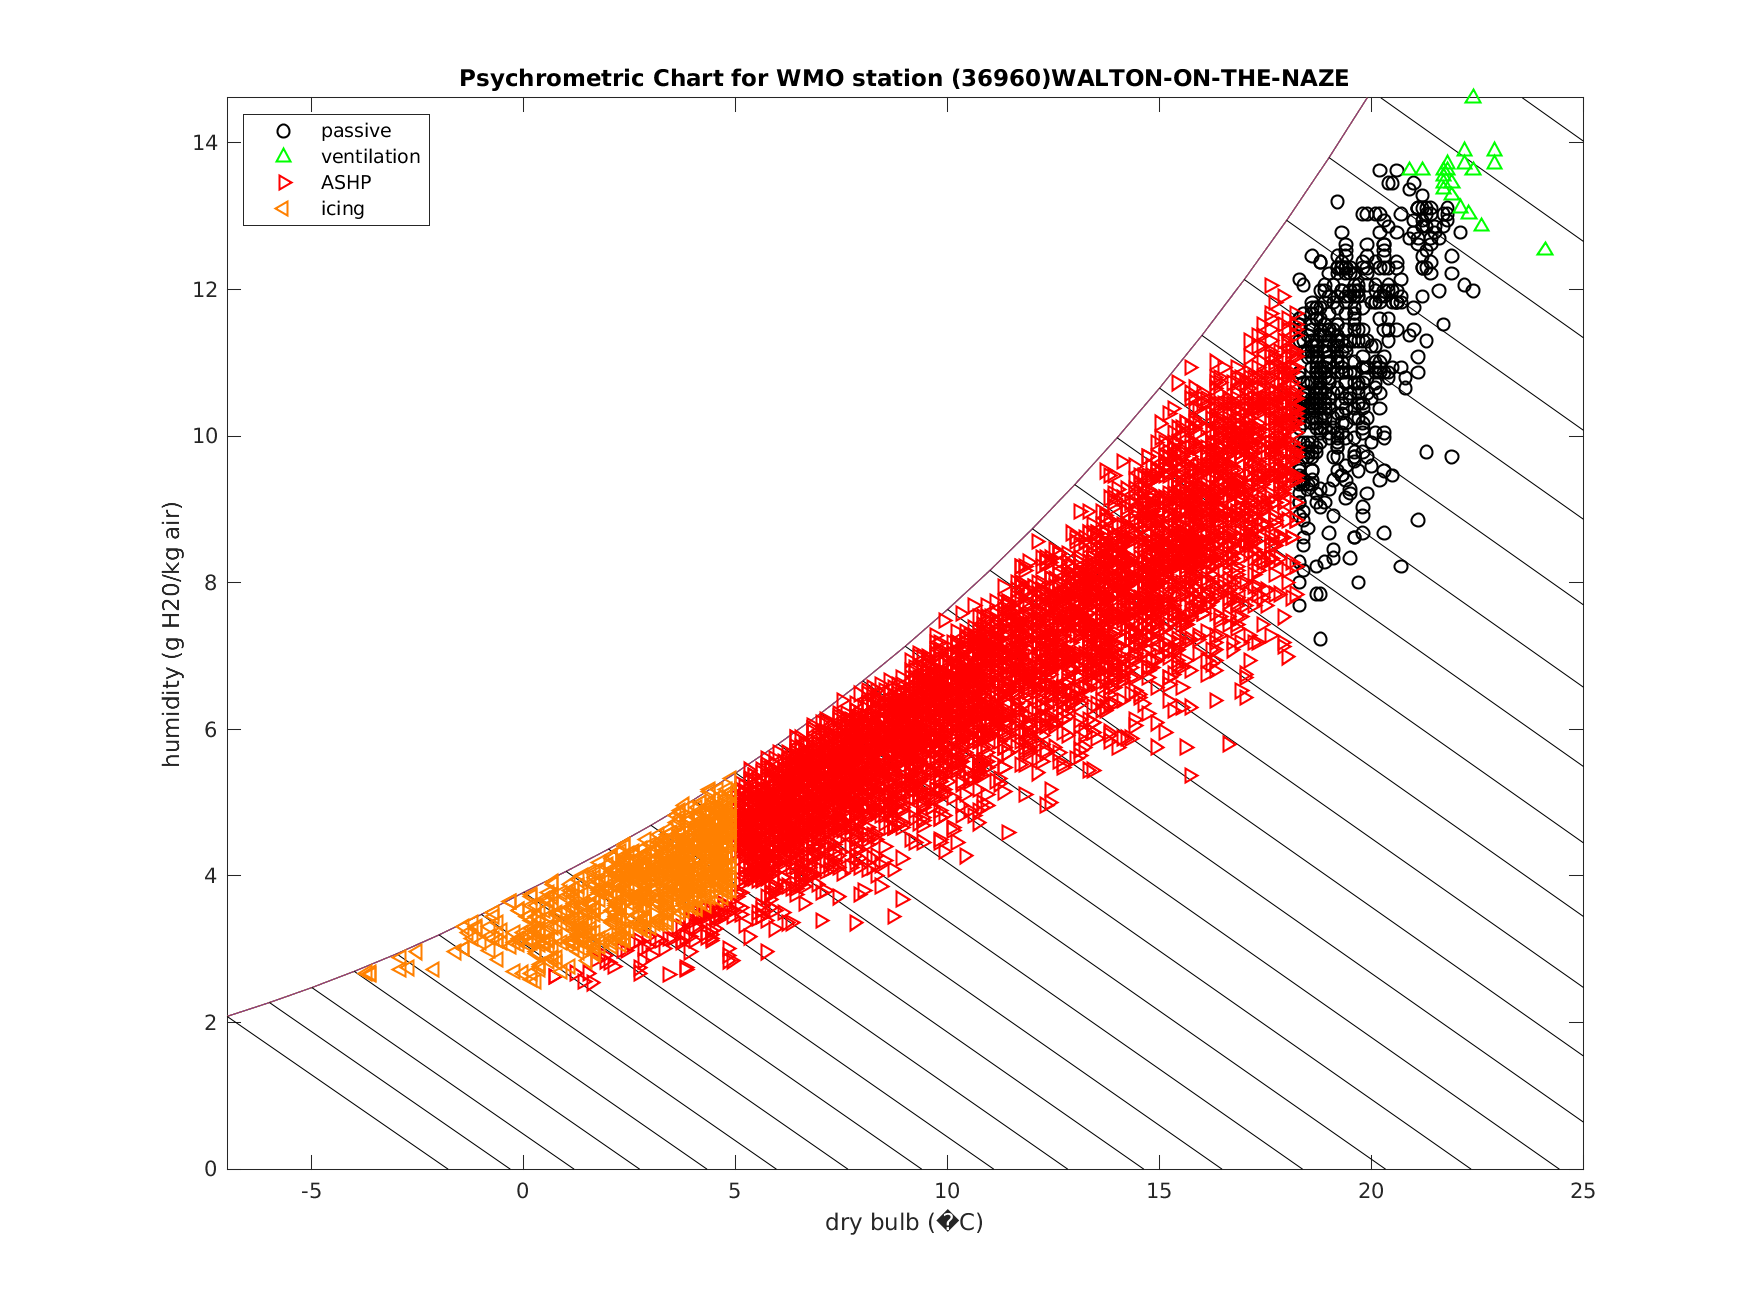 Psychrometric Chart for WMO station (36960)WALTON-ON-THE-NAZE
passive
ventilation
ASHP
icing
humidity (g H20/kg air)
14
12
10
8
6
4
2
0
-5
0
5
10
15
20
25
dry bulb (�C)